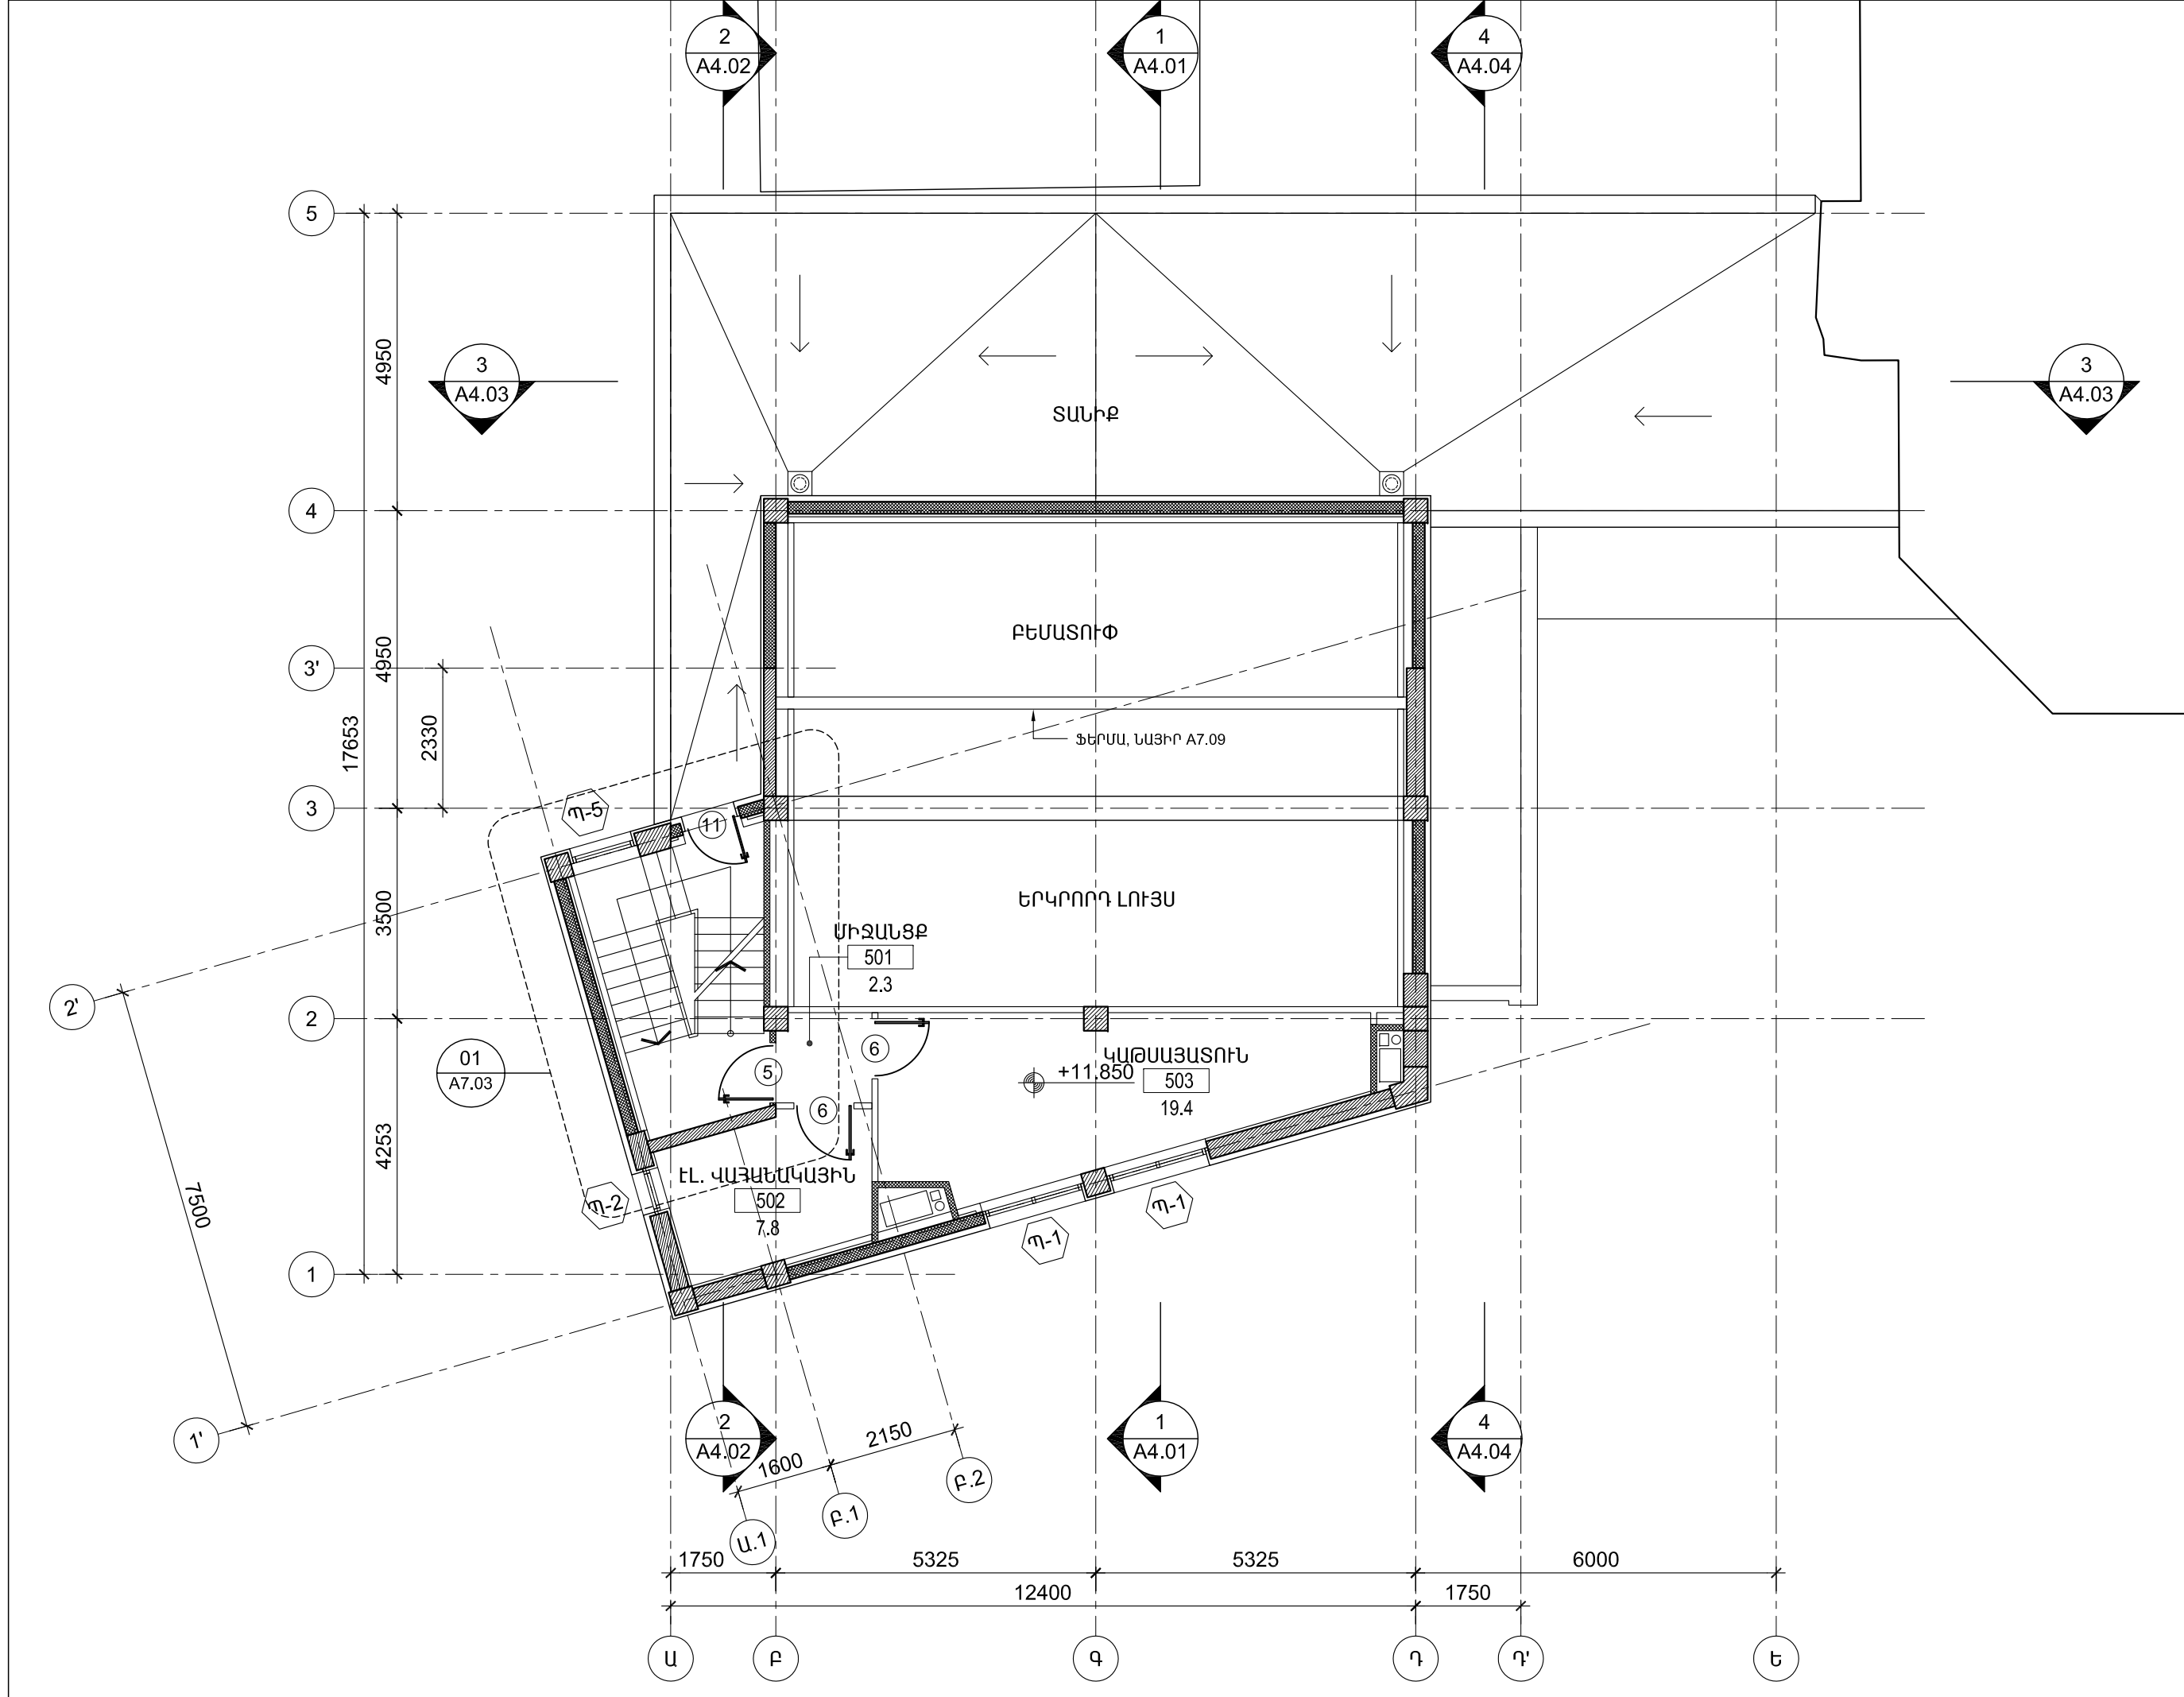 2
A4.02
1
A4.01
4
A4.04
5
4950
3
A4.03
3
A4.03
ՏԱՆԻՔ
4
ԲԵՄԱՏՈՒՓ
3'
4950
17653
2330
ՖԵՐՄԱ, ՆԱՅԻՐ A7.09
3
Պ-5
11
ԵՐԿՐՈՐԴ ԼՈՒՅՍ
3500
ՄԻՋԱՆՑՔ
501
2.3
2'
2
01
A7.03
5
6
6
ԿԱԹՍԱՅԱՏՈՒՆ
+11.850
503
19.4
4253
7500
ԷԼ. ՎԱՀԱՆԱԿԱՅԻՆ
502
7.8
Պ-2
Պ-1
Պ-1
1
1'
2
A4.02
1
A4.01
4
A4.04
1600
2150
Ա.1
Բ.1
Բ.2
1750
5325
5325
6000
12400
1750
Ա
Բ
Գ
Դ
Դ'
Ե